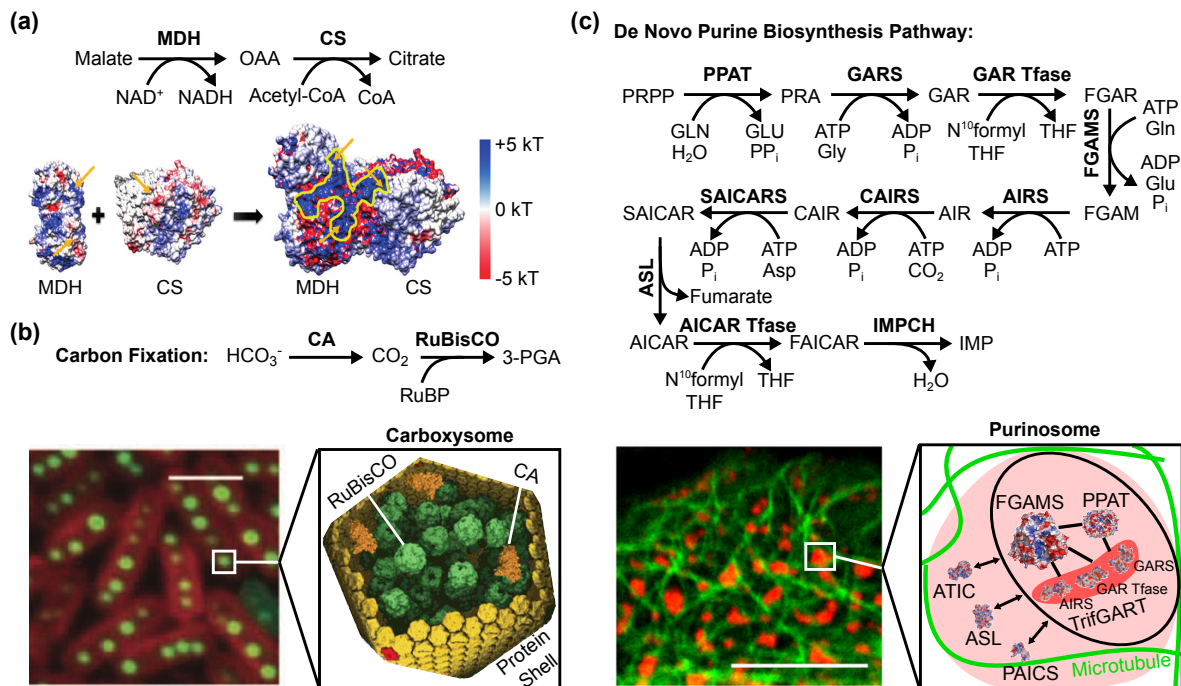 (a)
MDH
CS
Malate
OAA
Citrate
NAD⁺
NADH
Acetyl-CoA
CoA
+5 kT
0 kT
-5 kT
+
MDH
CS
MDH
CS
(b)
Carbon Fixation:
HCO₃⁻
CA
CO₂
RuBisCO
3-PGA
RuBP
Carboxysome
RuBisCO
CA
Protein
Shell
(c)
De Novo Purine Biosynthesis Pathway:
PPAT
GARS
GAR Tfase
PRPP
PRA
GAR
FGAR
GLN
H₂O
GLU
PPᵢ
ATP
Gly
ADP
Pᵢ
N¹⁰formyl
THF
THF
FGAMS
ATP
Gln
ADP
Glu
Pᵢ
SAICARS
CAIRS
AIRS
SAICAR
CAIR
AIR
FGAM
ADP
Pᵢ
ATP
Asp
ADP
Pᵢ
ATP
CO₂
ADP
Pᵢ
ATP
ASL
Fumarate
AICAR Tfase
IMPCH
AICAR
FAICAR
IMP
N¹⁰formyl
THF
THF
H₂O
Purinosome
FGAMS
PPAT
GARS
GAR Tfase
AIRS
TrifGART
ATIC
ASL
PAICS
Microtubule